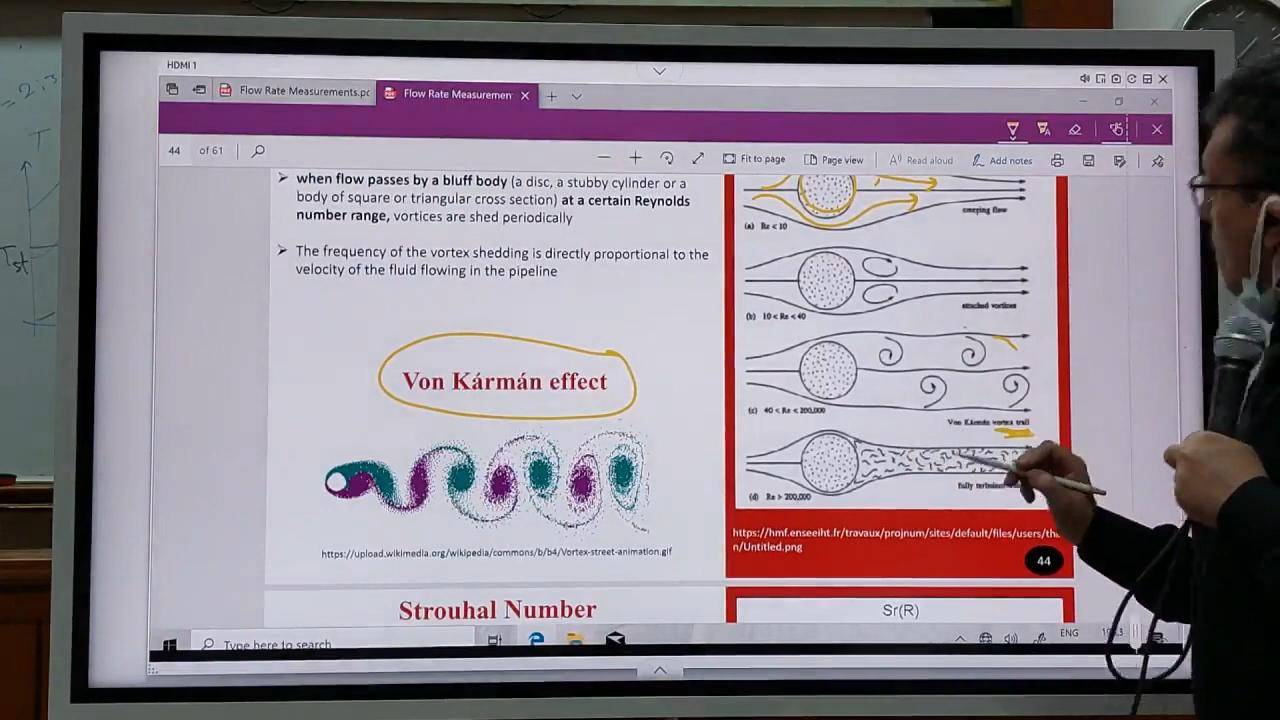 HDMI 1
Flow Rate Measurements.pc
Flow Rate Measuremen
44 of 61
Fit to page
Page view
Read aloud
Add notes
when flow passes by a bluff body (a disc, a stubby cylinder or a
body of square or triangular cross section) at a certain Reynolds
number range, vortices are shed periodically
The frequency of the vortex shedding is directly proportional to the
velocity of the fluid flowing in the pipeline
Von Kármán effect
https://upload.wikimedia.org/wikipedia/commons/b/b4/Vortex-street-animation.gif
creeping flow
(a) Re < 10
attached vortices
(b) 10 < Re < 40
(c) 40 < Re < 200,000
Von Kármán vortex trail
fully
(d) Re > 200,000
https://hmf.enseeiht.fr/travaux/projnum/sites/default/files/users/
n/Untitled.png
44
Strouhal Number
Sr(R)
Type here to search
ENG